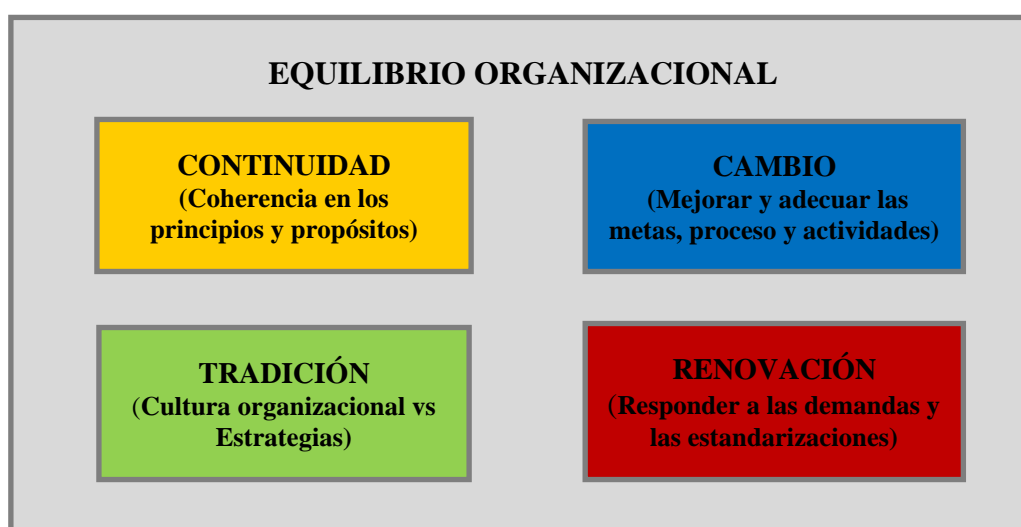 EQUILIBRIO ORGANIZACIONAL
CONTINUIDAD
(Coherencia en los
principios y propósitos)
CAMBIO
(Mejorar y adecuar las
metas, proceso y actividades)
TRADICIÓN
(Cultura organizacional vs
Estrategias)
RENOVACIÓN
(Responder a las demandas y
las estandarizaciones)